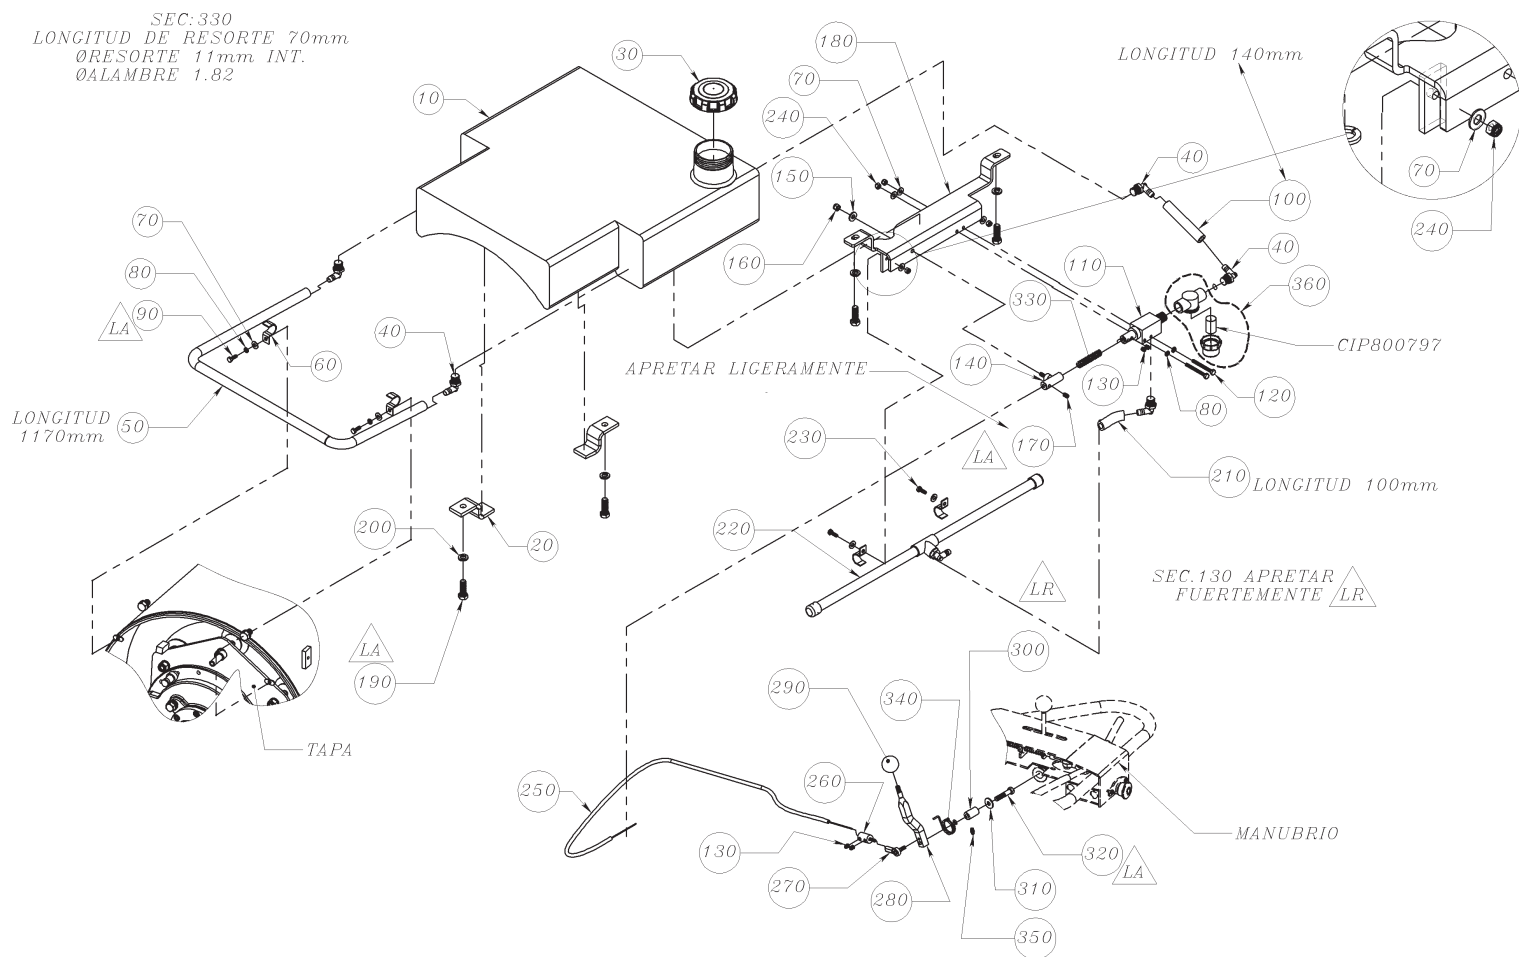 SEC:330
LONGITUD DE RESORTE 70mm
ØRESORTE 11mm INT.
ØALAMBRE 1.82
30
180
LONGITUD 140mm
10
70
240
150
40
70
100
240
70
80
LA
90
160
110
40
330
360
40
60
CIP800797
APRETAR LIGERAMENTE
140
130
80
120
LONGITUD
1170mm
50
230
LA
170
210
LONGITUD 100mm
200
20
220
SEC.130 APRETAR
FUERTEMENTE
LR
LR
LA
190
300
290
340
TAPA
250
260
MANUBRIO
130
270
280
310
320
LA
350